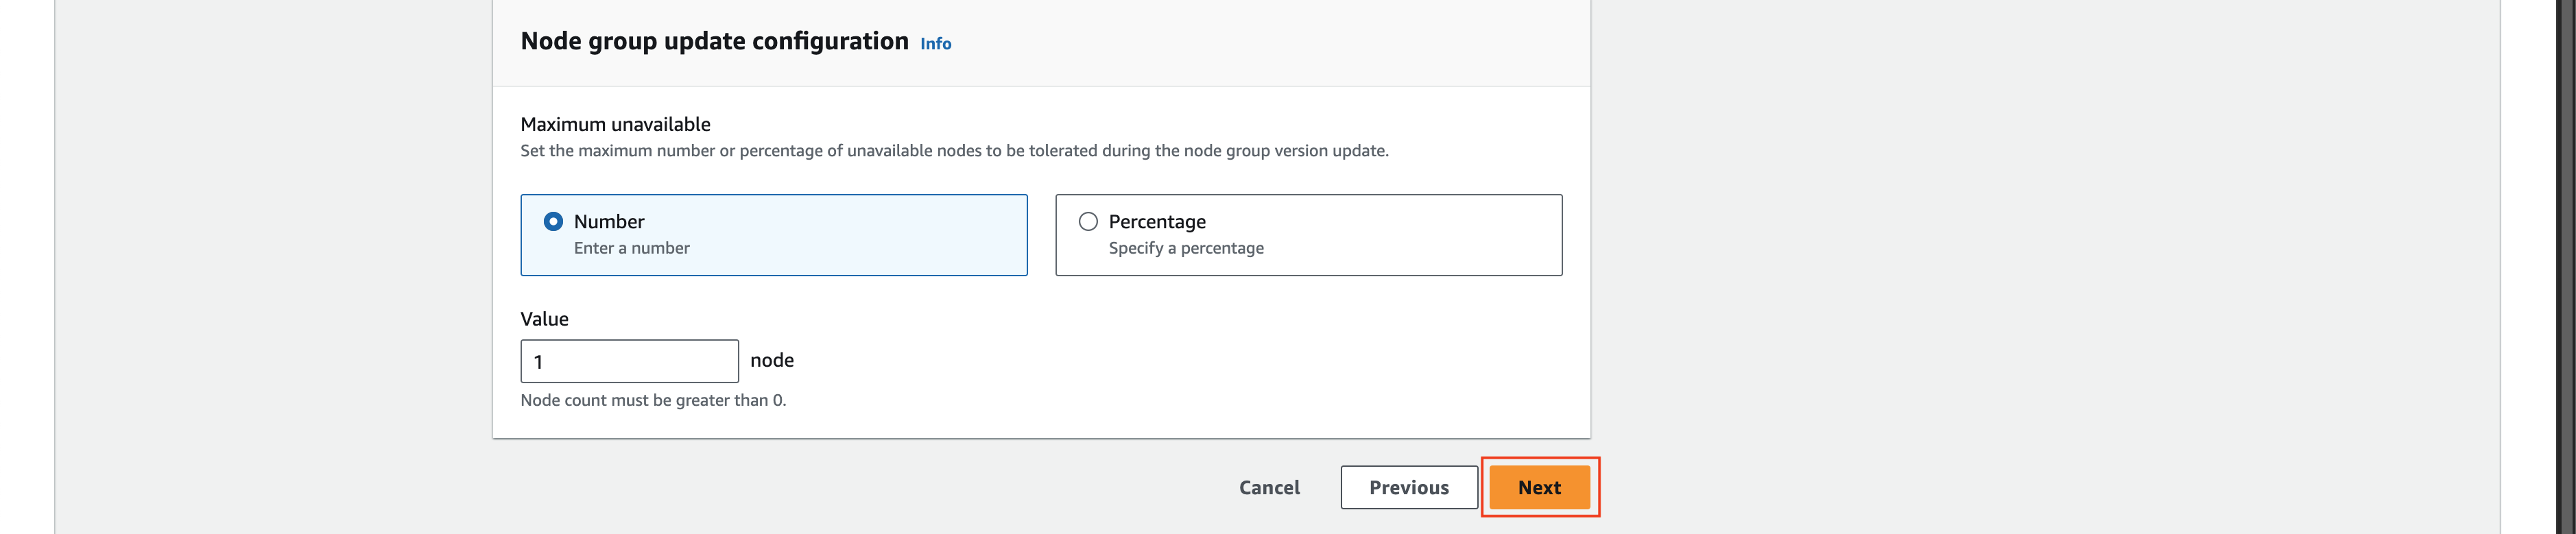 Node group update configuration Info
Maximum unavailable
Set the maximum number or percentage of unavailable nodes to be tolerated during the node group version update.
Number
Enter a number
Percentage
Specify a percentage
Value
1 node
Node count must be greater than 0.
Cancel Previous Next